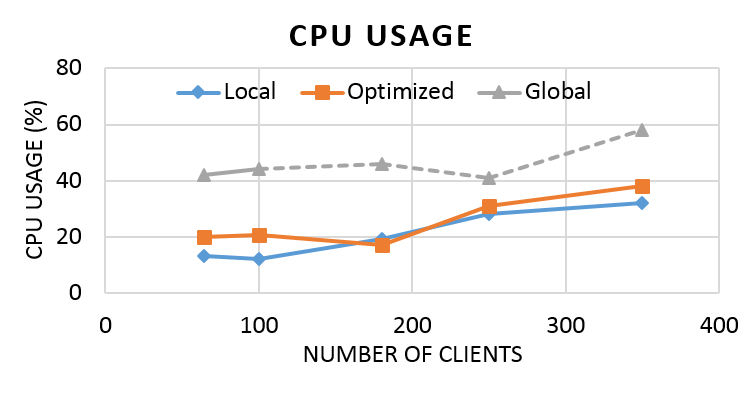 CPU USAGE
80
60
40
20
0
CPU USAGE (%)
Local Optimized Global
0 100 200 300 400
NUMBER OF CLIENTS